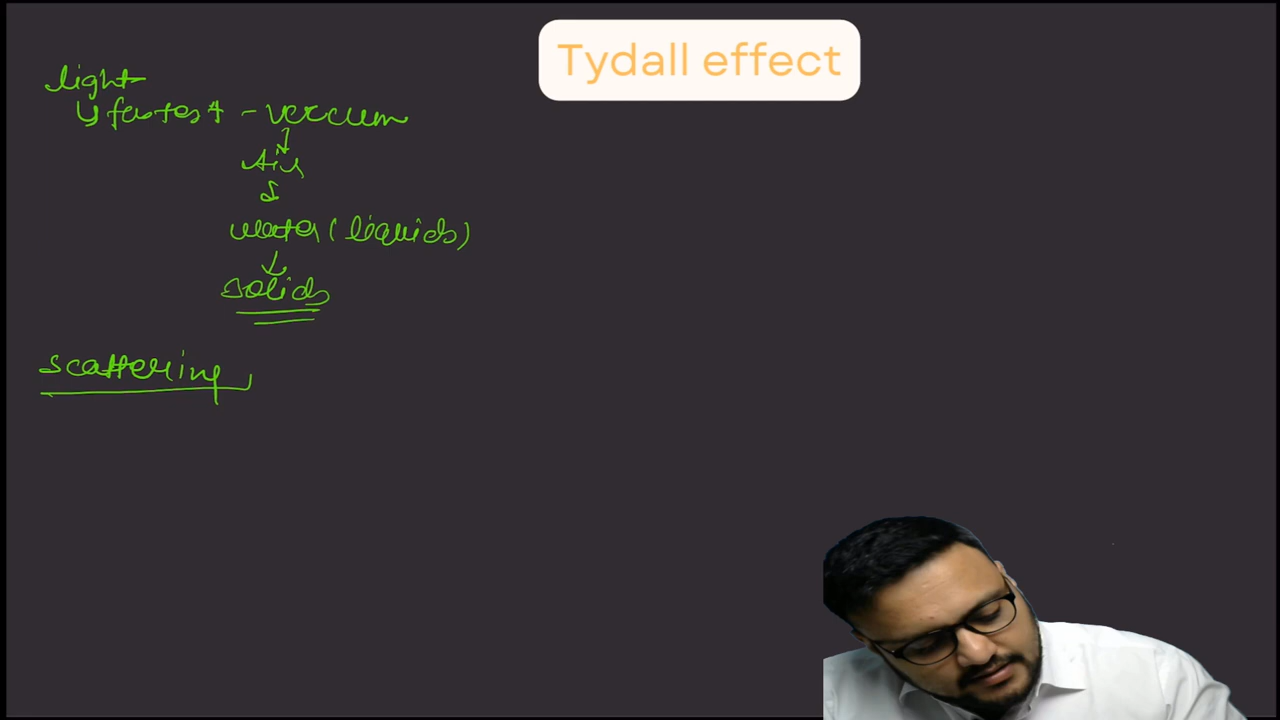 Tydall effect
light
fastest - vaccum
Air
water (liquids)
solids
scattering